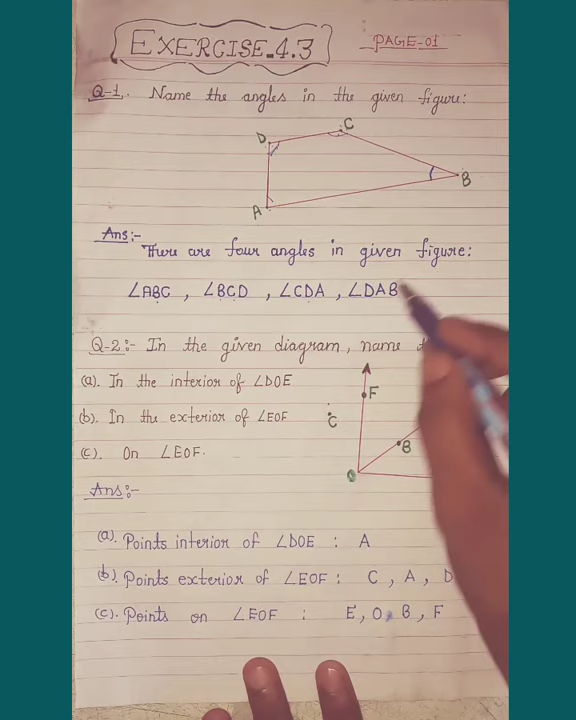 EXERCISE-4.3
PAGE-01
Q-1. Name the angles in the given figure:
D
C
B
A
Ans:-
There are four angles in given figure:
∠ABC , ∠BCD , ∠CDA , ∠DAB
Q-2:- In the given diagram, name
(a). In the interior of ∠DOE
(b). In the exterior of ∠EOF
(c). On ∠EOF.
F
C
B
O
Ans:-
(a). Points interior of ∠DOE : A
(b). Points exterior of ∠EOF : C , A , D
(c). Points on ∠EOF : E, O, B , F